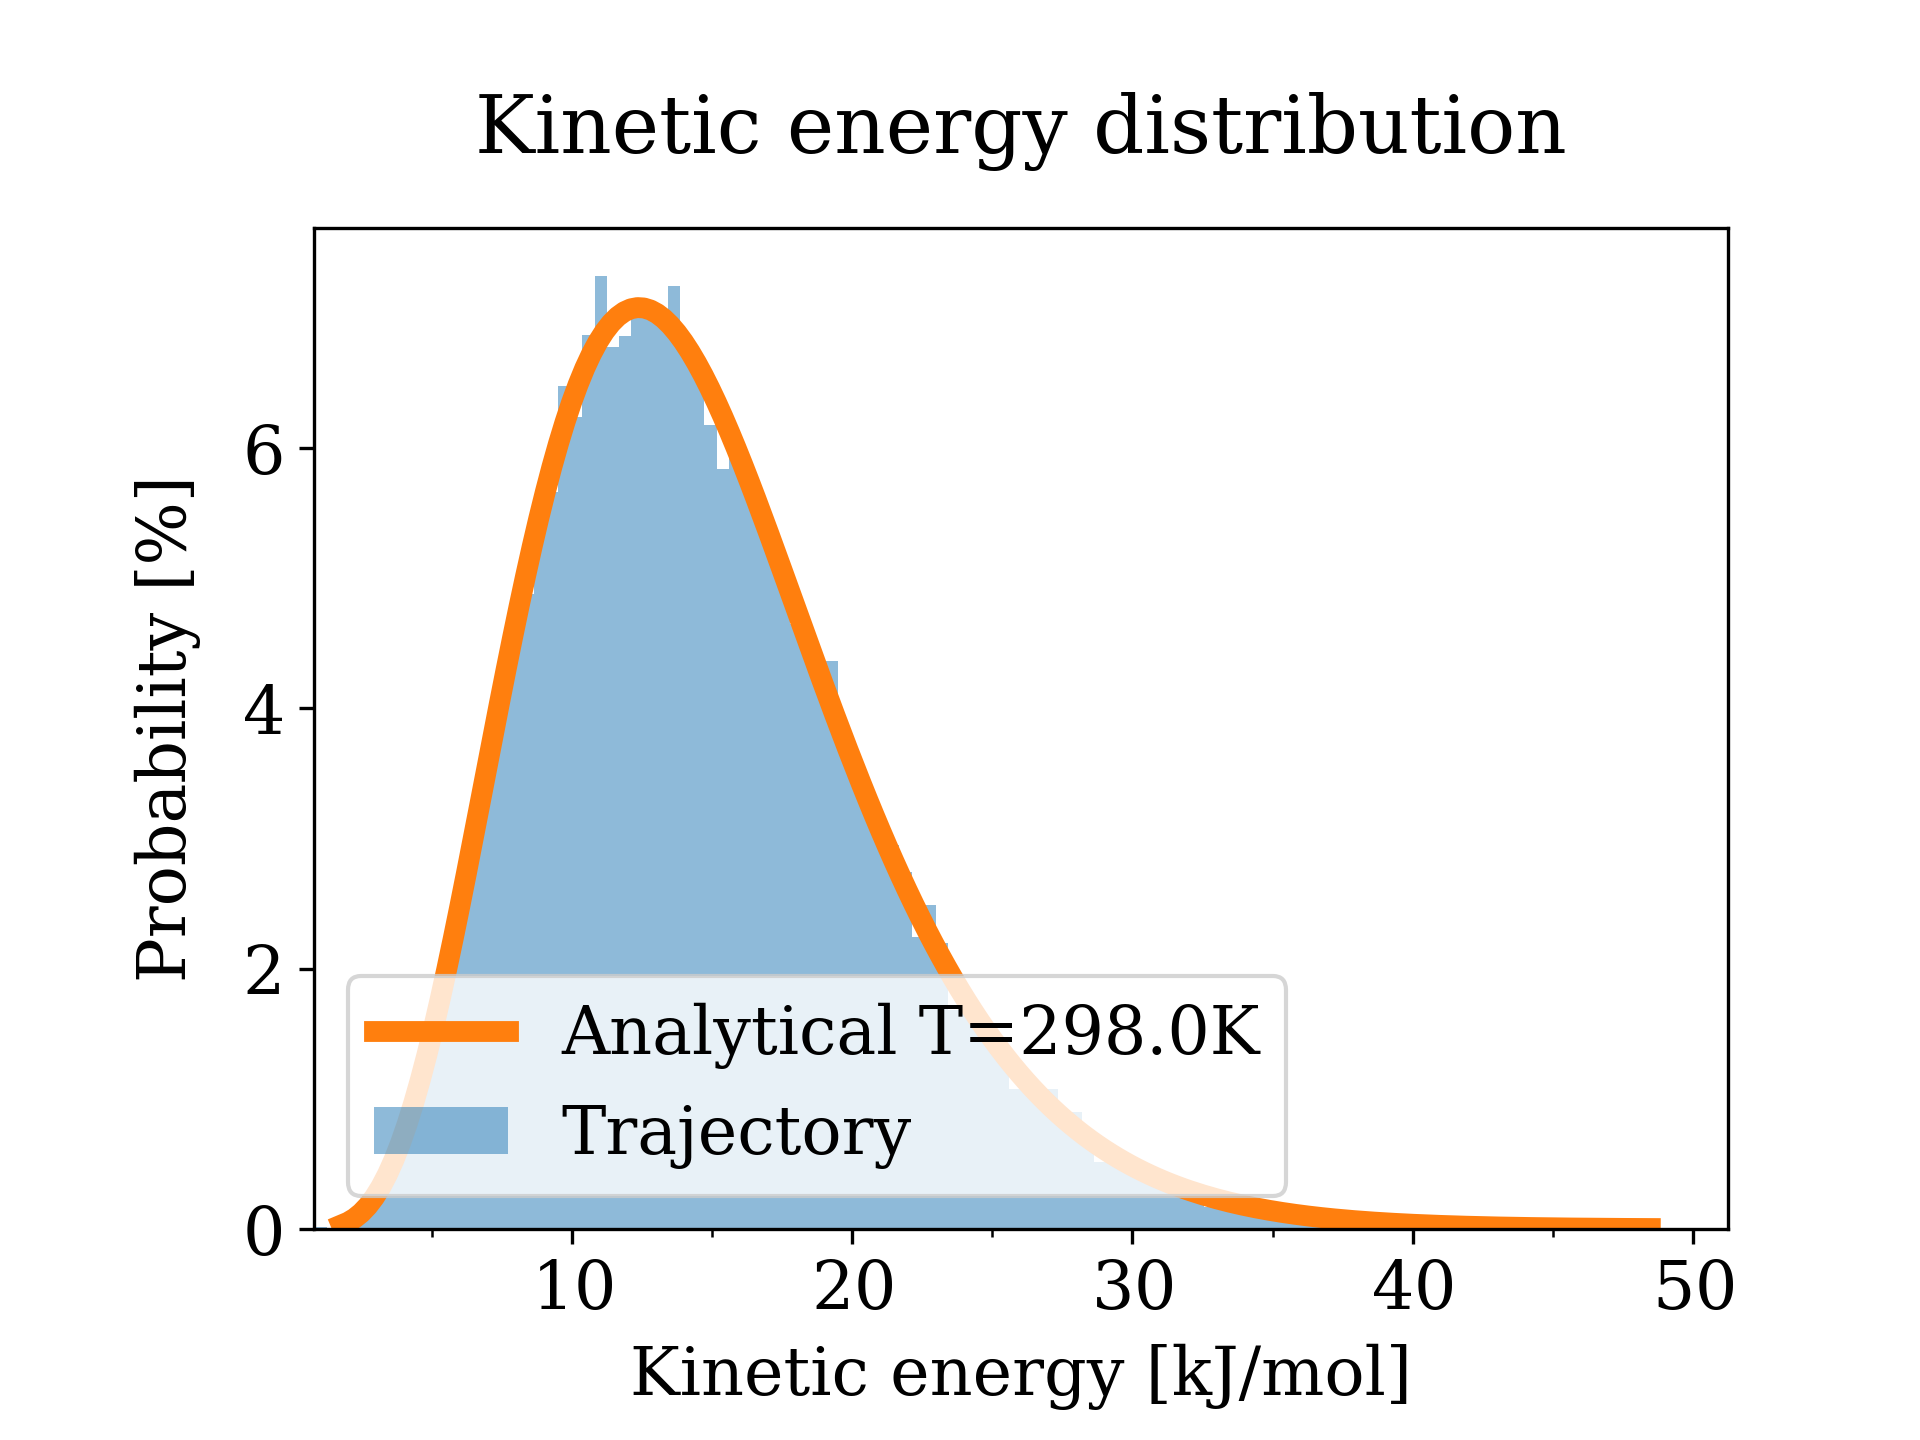 Kinetic energy distribution
Probability [%]
6
4
2
0
Analytical T=298.0K
Trajectory
10 20 30 40 50
Kinetic energy [kJ/mol]